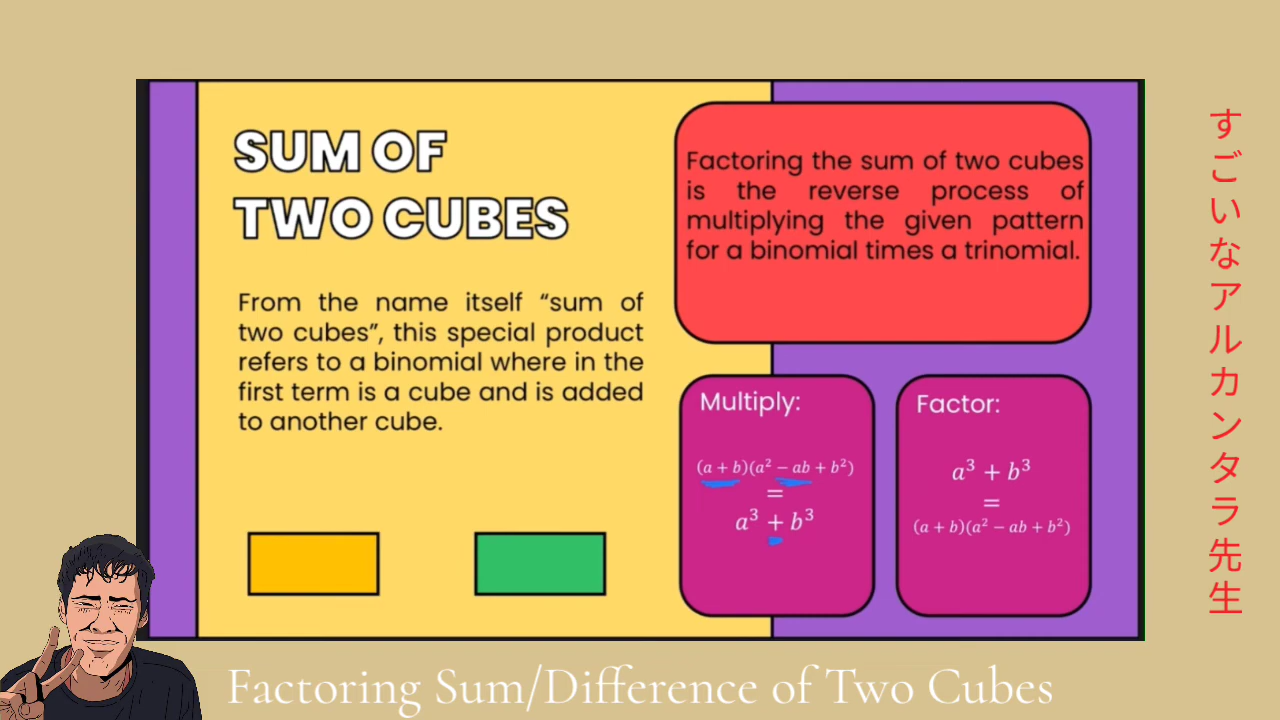 SUM OF
TWO CUBES
From the name itself “sum of
two cubes”, this special product
refers to a binomial where in the
first term is a cube and is added
to another cube.
Factoring the sum of two cubes
is the reverse process of
multiplying the given pattern
for a binomial times a trinomial.
Multiply:
(a + b)(a² − ab + b²)
=
a³ + b³
Factor:
a³ + b³
=
(a + b)(a² − ab + b²)
すごいなアルカンタラ先生
Factoring Sum/Difference of Two Cubes